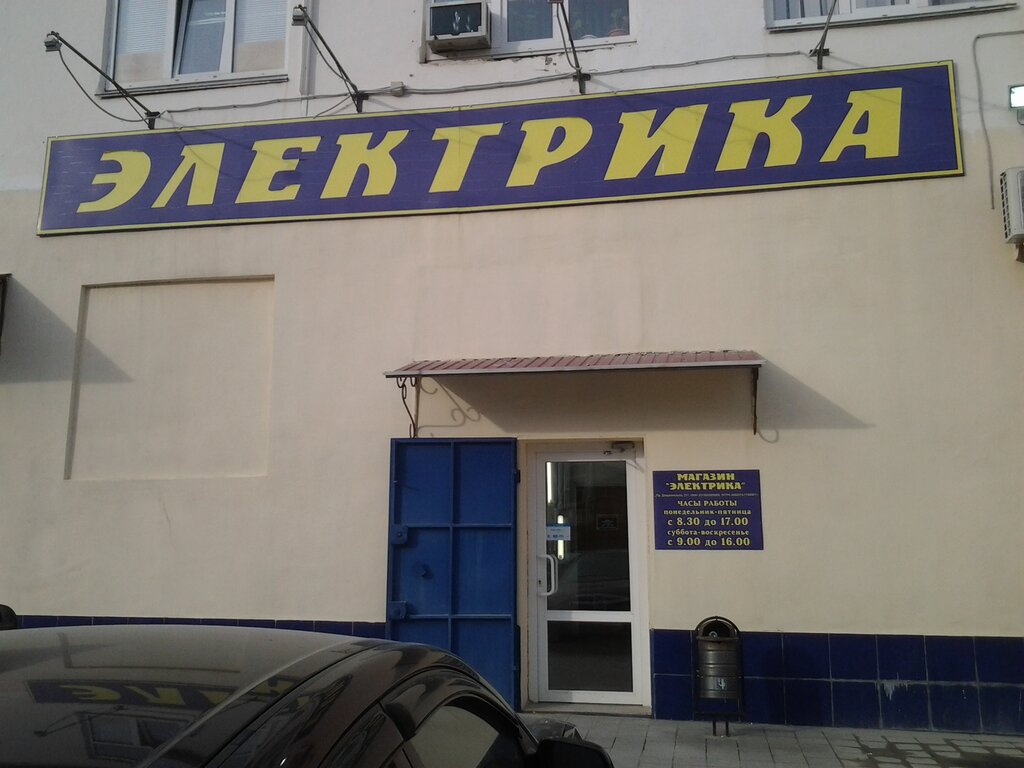 ЭЛЕКТРИКА
МАГАЗИН
"ЭЛЕКТРИКА"
ЧАСЫ РАБОТЫ
понедельник-пятница
с 8.30 до 17.00
суббота-воскресенье
с 9.00 до 16.00